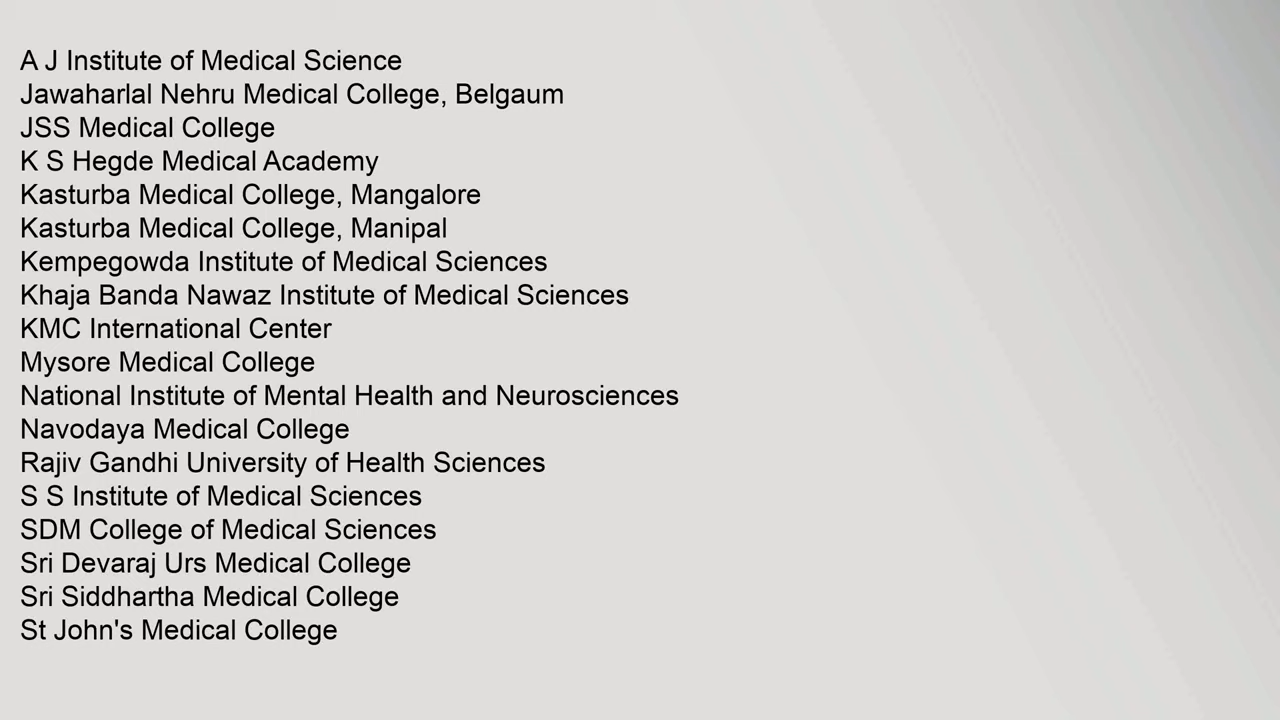 A J Institute of Medical Science
Jawaharlal Nehru Medical College, Belgaum
JSS Medical College
K S Hegde Medical Academy
Kasturba Medical College, Mangalore
Kasturba Medical College, Manipal
Kempegowda Institute of Medical Sciences
Khaja Banda Nawaz Institute of Medical Sciences
KMC International Center
Mysore Medical College
National Institute of Mental Health and Neurosciences
Navodaya Medical College
Rajiv Gandhi University of Health Sciences
S S Institute of Medical Sciences
SDM College of Medical Sciences
Sri Devaraj Urs Medical College
Sri Siddhartha Medical College
St John's Medical College